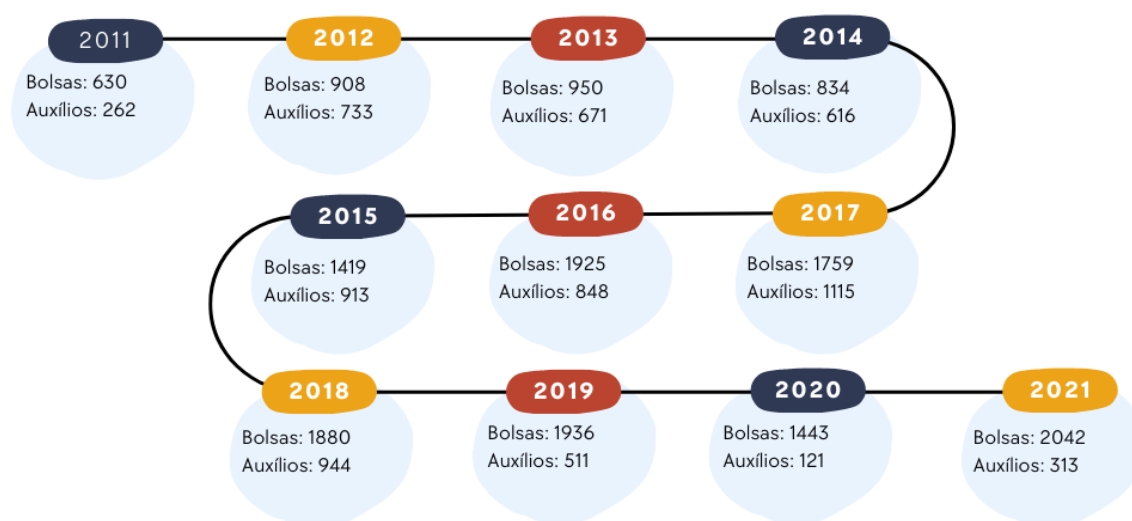 2011
Bolsas: 630
Auxílios: 262
2012
Bolsas: 908
Auxílios: 733
2013
Bolsas: 950
Auxílios: 671
2014
Bolsas: 834
Auxílios: 616
2015
Bolsas: 1419
Auxílios: 913
2016
Bolsas: 1925
Auxílios: 848
2017
Bolsas: 1759
Auxílios: 1115
2018
Bolsas: 1880
Auxílios: 944
2019
Bolsas: 1936
Auxílios: 511
2020
Bolsas: 1443
Auxílios: 121
2021
Bolsas: 2042
Auxílios: 313